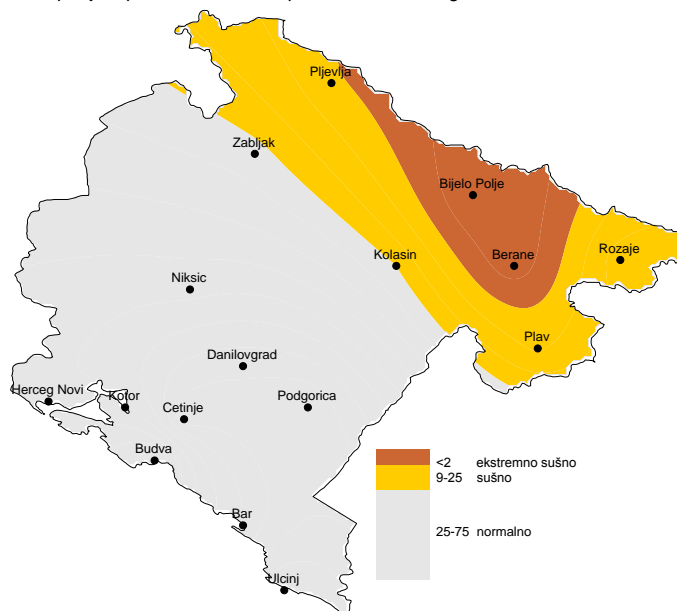 Pljevlja
Zabljak
Bijelo Polje
Kolasin
Berane
Rozaje
Niksic
Plav
Danilovgrad
Herceg Novi
Kotor
Cetinje
Podgorica
Budva
Bar
Ulcinj
<2 ekstremno sušno
9-25 sušno
25-75 normalno